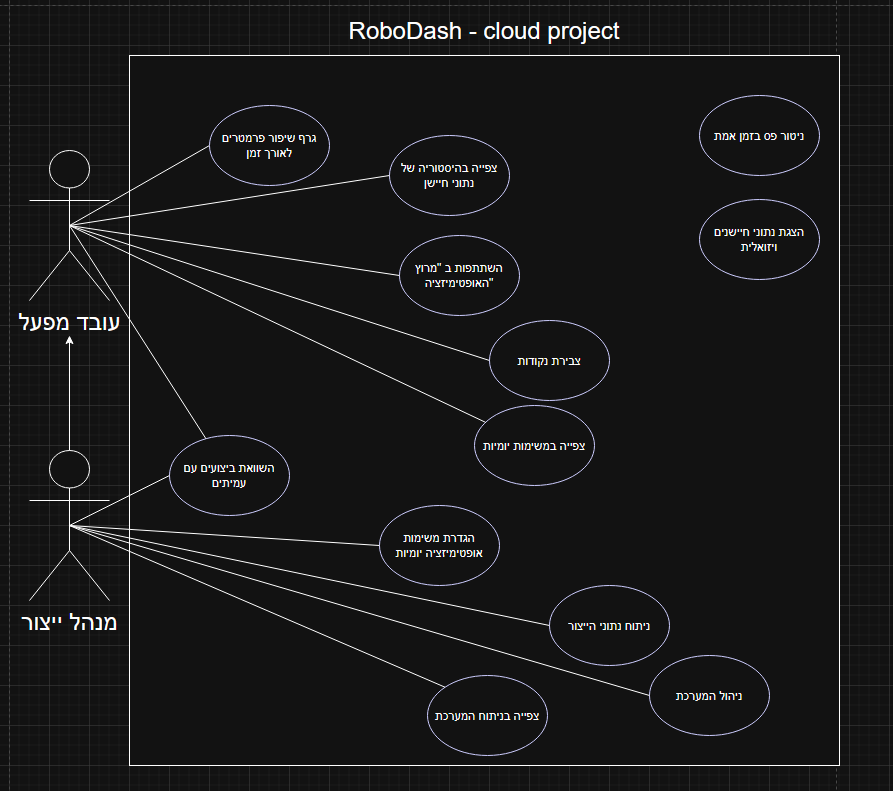 RoboDash - cloud project
גרף שיפור פרמטרים
לאורך זמן
ניטור פס בזמן אמת
צפייה בהיסטוריה של
נתוני חיישן
הצגת נתוני חיישנים
ויזואלית
השתתפות ב "מרוץ
האופטימיזציה"
עובד מפעל
צבירת נקודות
צפייה במשימות יומיות
השוואת ביצועים עם
עמיתים
הגדרת משימות
אופטימיזציה יומיות
מנהל ייצור
ניתוח נתוני הייצור
ניהול המערכת
צפייה בניתוח המערכת